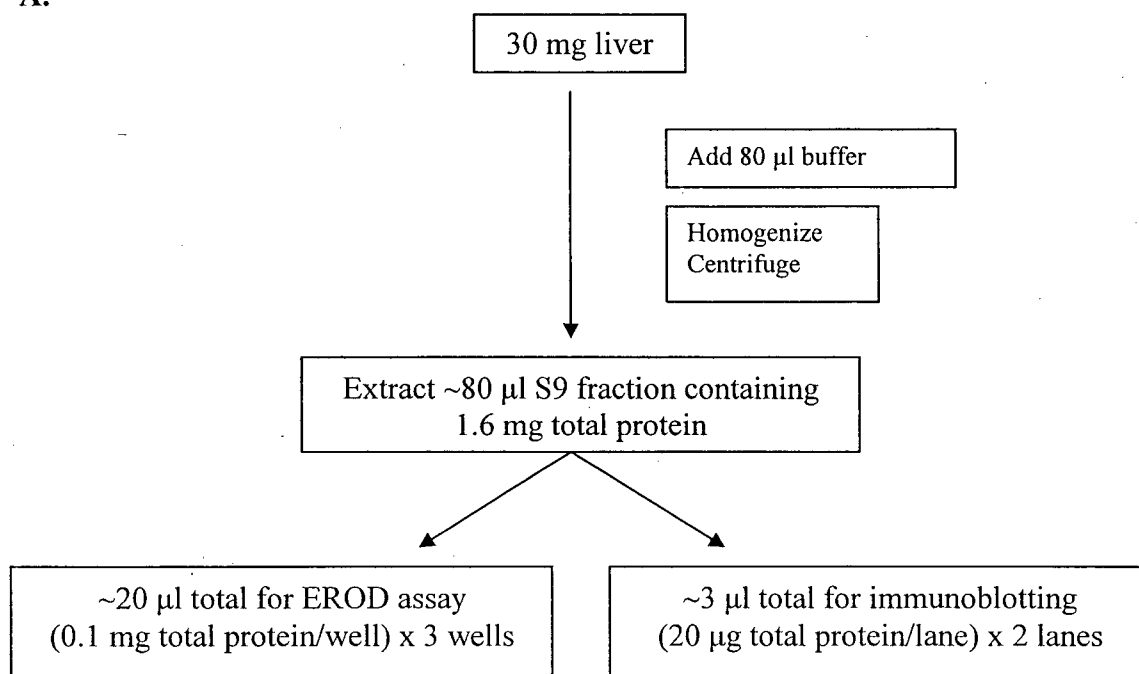 A.
30 mg liver
Add 80 µl buffer
Homogenize
Centrifuge
Extract ~80 µl S9 fraction containing
1.6 mg total protein
~20 µl total for EROD assay
(0.1 mg total protein/well) x 3 wells
~3 µl total for immunoblotting
(20 µg total protein/lane) x 2 lanes